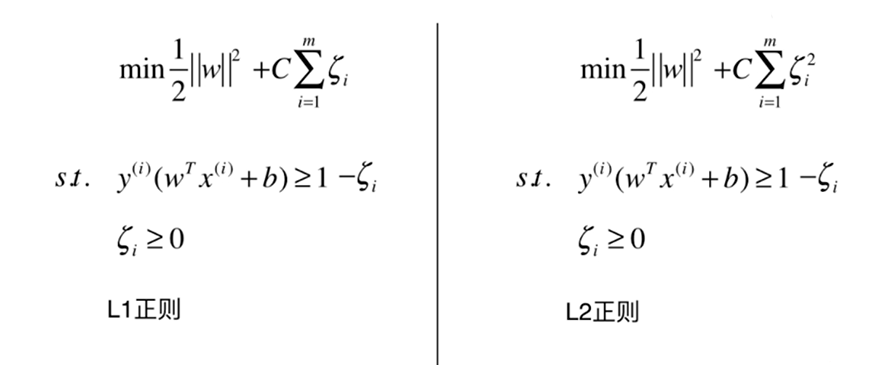 min 1/2 ||w||² + C∑_{i=1}^{m} ζ_i
s.t. y^{(i)}(w^T x^{(i)} + b) ≥ 1 − ζ_i
ζ_i ≥ 0
L1正则
min 1/2 ||w||² + C∑_{i=1}^{m} ζ_i²
s.t. y^{(i)}(w^T x^{(i)} + b) ≥ 1 − ζ_i
ζ_i ≥ 0
L2正则